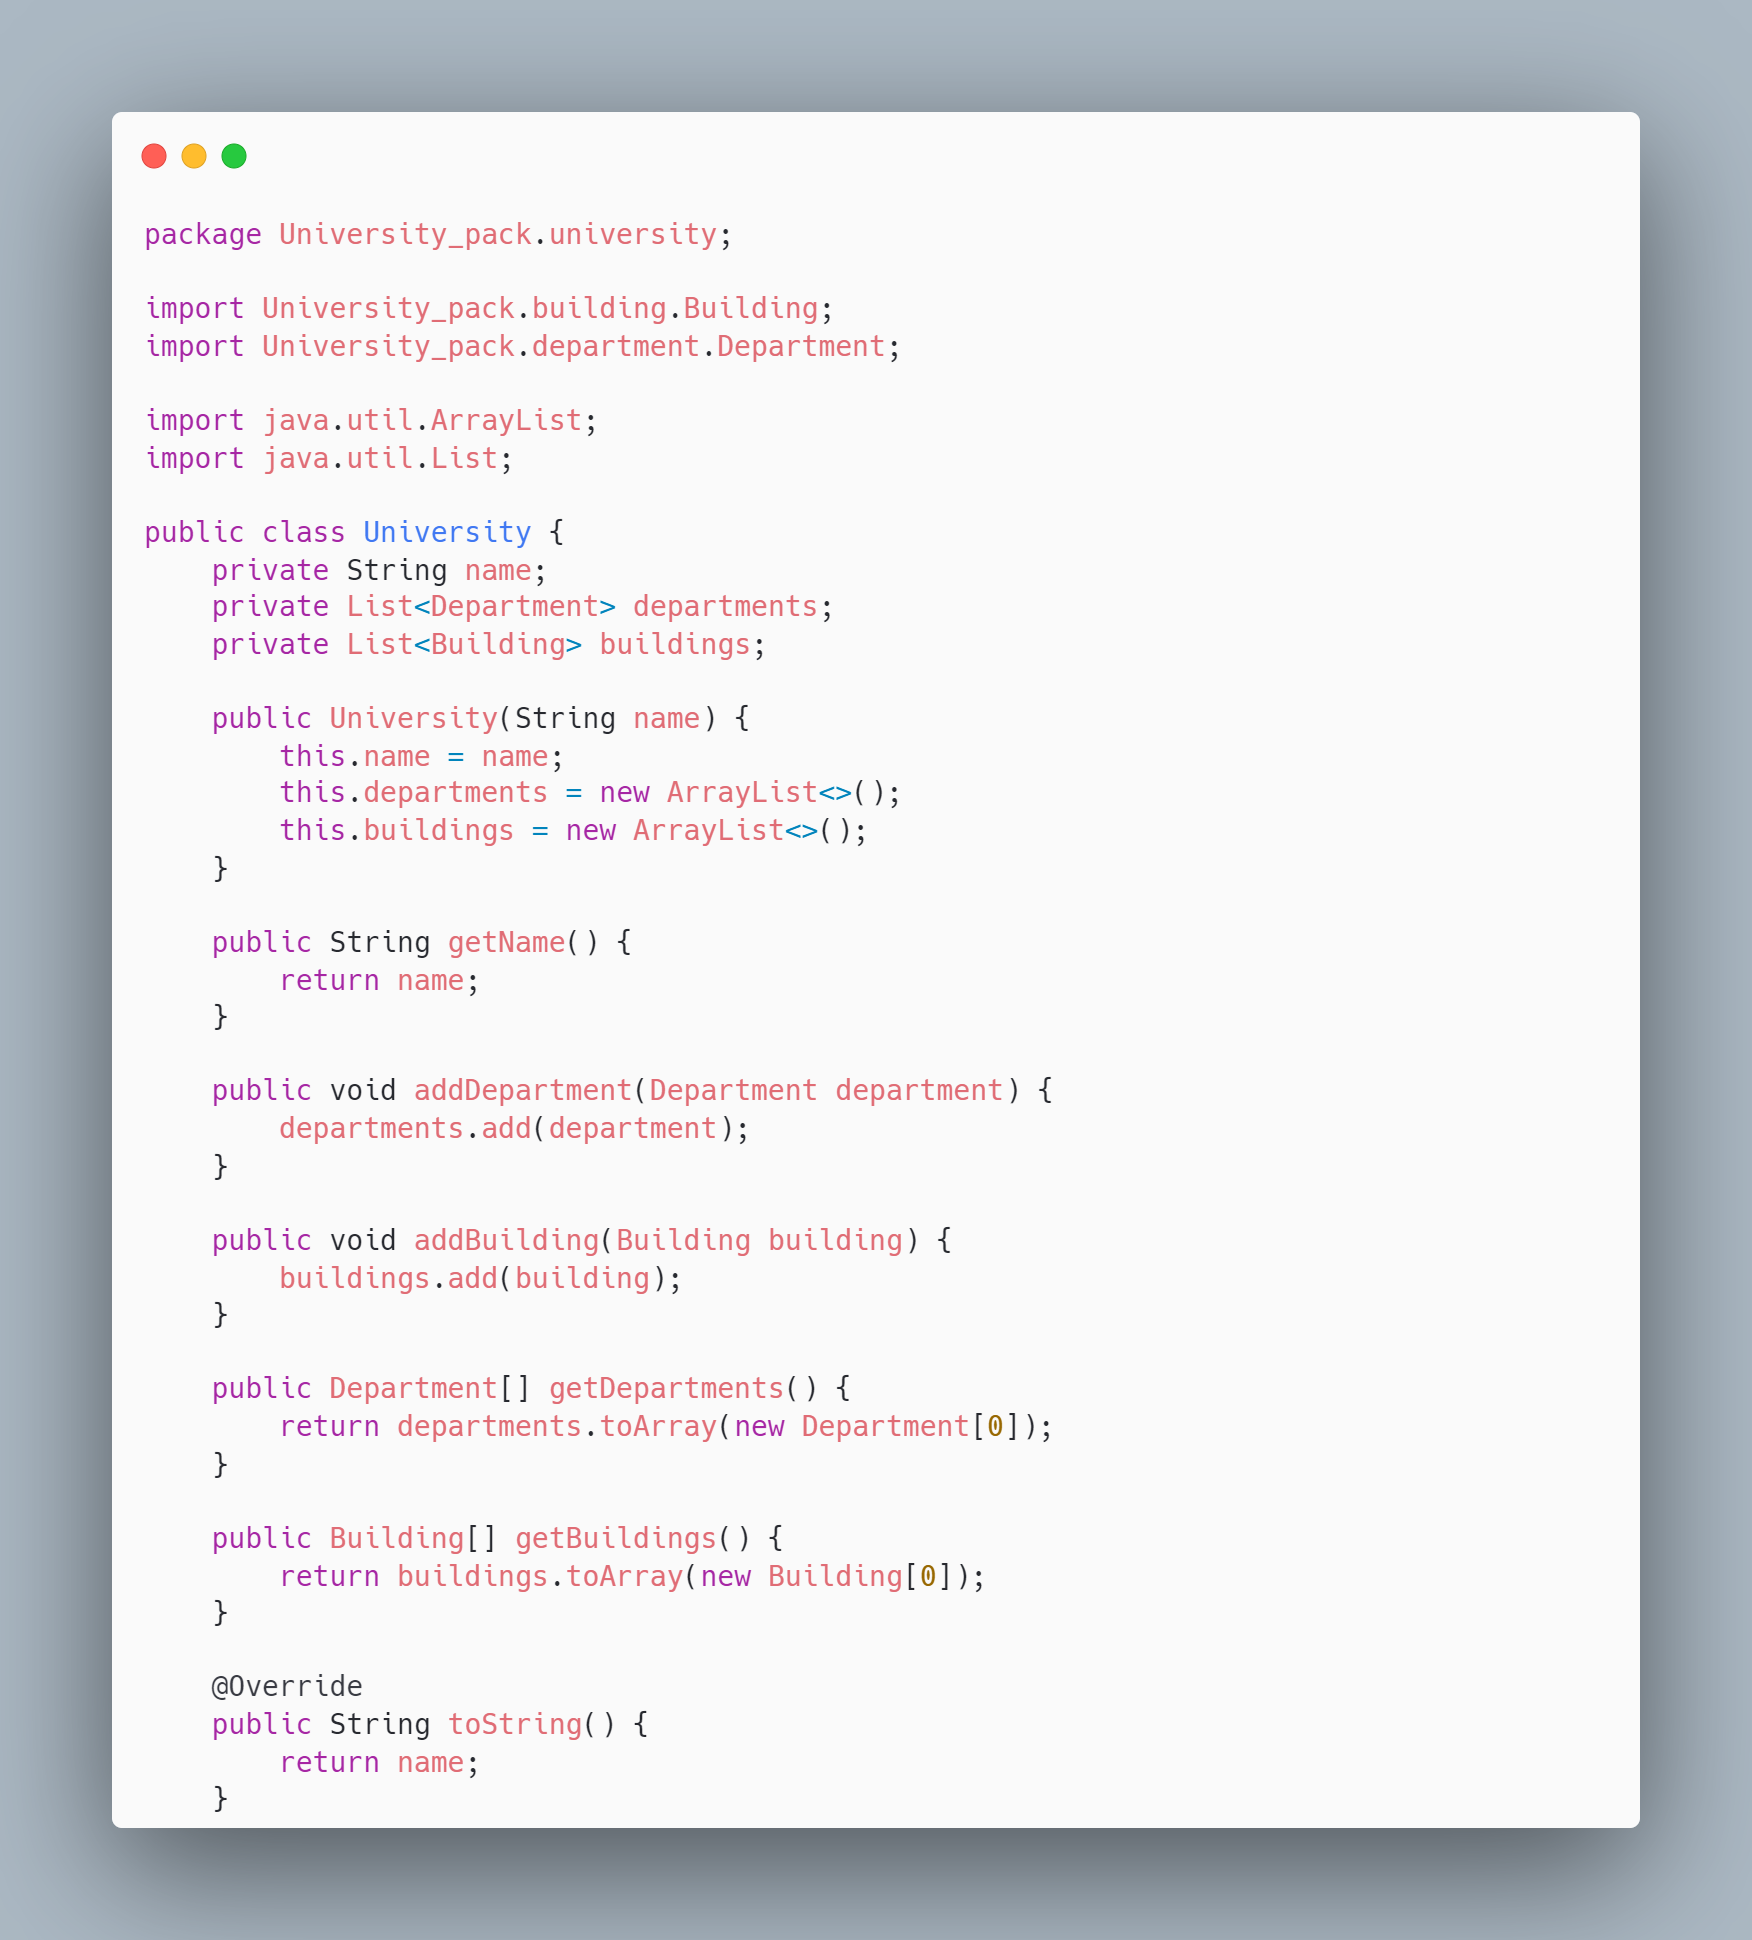 package University_pack.university;

import University_pack.building.Building;
import University_pack.department.Department;

import java.util.ArrayList;
import java.util.List;

public class University {
    private String name;
    private List<Department> departments;
    private List<Building> buildings;

    public University(String name) {
        this.name = name;
        this.departments = new ArrayList<>();
        this.buildings = new ArrayList<>();
    }

    public String getName() {
        return name;
    }

    public void addDepartment(Department department) {
        departments.add(department);
    }

    public void addBuilding(Building building) {
        buildings.add(building);
    }

    public Department[] getDepartments() {
        return departments.toArray(new Department[0]);
    }

    public Building[] getBuildings() {
        return buildings.toArray(new Building[0]);
    }

    @Override
    public String toString() {
        return name;
    }